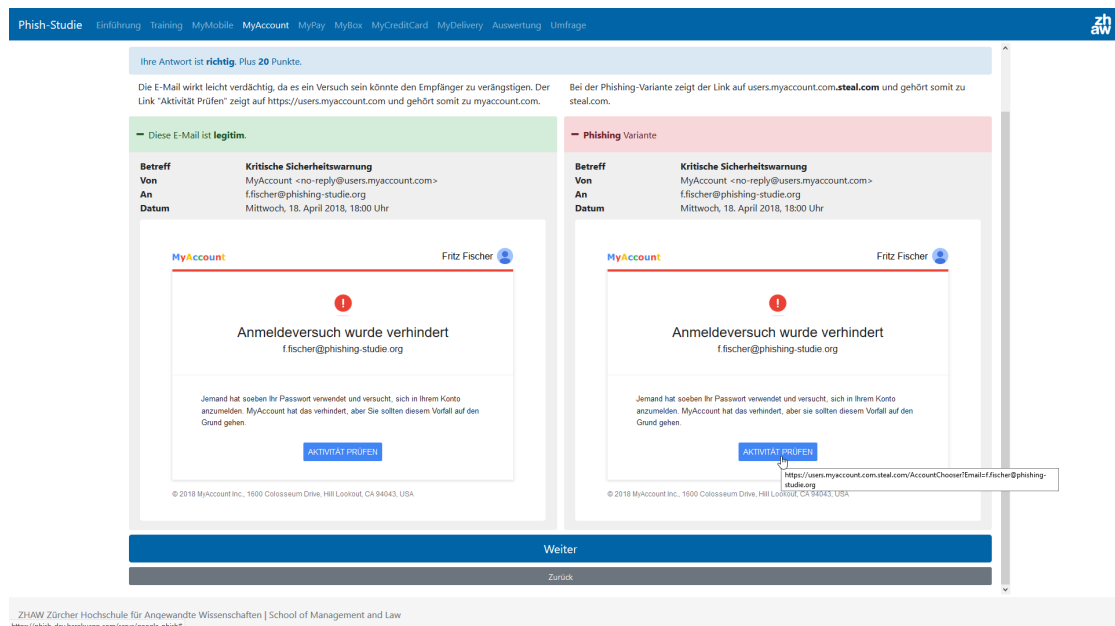 Phish-Studie Einführung Training MyMobile MyAccount MyPay MyBox MyCreditCard MyDelivery Auswertung Umfrage
zh
aw
Ihre Antwort ist richtig. Plus 20 Punkte.
Die E-Mail wirkt leicht verdächtig, da es ein Versuch sein könnte den Empfänger zu verängstigen. Der
Link "Aktivität Prüfen" zeigt auf https://users.myaccount.com und gehört somit zu myaccount.com.
Bei der Phishing-Variante zeigt der Link auf users.myaccount.com.steal.com und gehört somit zu
steal.com.
Diese E-Mail ist legitim.
Betreff Kritische Sicherheitswarnung
Von MyAccount <no-reply@users.myaccount.com>
An f.fischer@phishing-studie.org
Datum Mittwoch, 18. April 2018, 18:00 Uhr
MyAccount Fritz Fischer
Anmeldeversuch wurde verhindert
f.fischer@phishing-studie.org
Jemand hat soeben Ihr Passwort verwendet und versucht, sich in Ihrem Konto
anzumelden. MyAccount hat das verhindert, aber Sie sollten diesem Vorfall auf den
Grund gehen.
AKTIVITÄT PRÜFEN
© 2018 MyAccount Inc., 1600 Colosseum Drive, Hill Lookout, CA 94043, USA
Phishing Variante
Betreff Kritische Sicherheitswarnung
Von MyAccount <no-reply@users.myaccount.com>
An f.fischer@phishing-studie.org
Datum Mittwoch, 18. April 2018, 18:00 Uhr
MyAccount Fritz Fischer
Anmeldeversuch wurde verhindert
f.fischer@phishing-studie.org
Jemand hat soeben Ihr Passwort verwendet und versucht, sich in Ihrem Konto
anzumelden. MyAccount hat das verhindert, aber sie sollten diesem Vorfall auf den
Grund gehen.
AKTIVITÄT PRÜFEN
https://users.myaccount.com.steal.com/AccountChooser?Email=f.fischer@phishing-
studie.org
© 2018 MyAccount Inc., 1600 Colosseum Drive, Hill Lookout, CA 94043, USA
Weiter
Zurück
ZHAW Zürcher Hochschule für Angewandte Wissenschaften | School of Management and Law